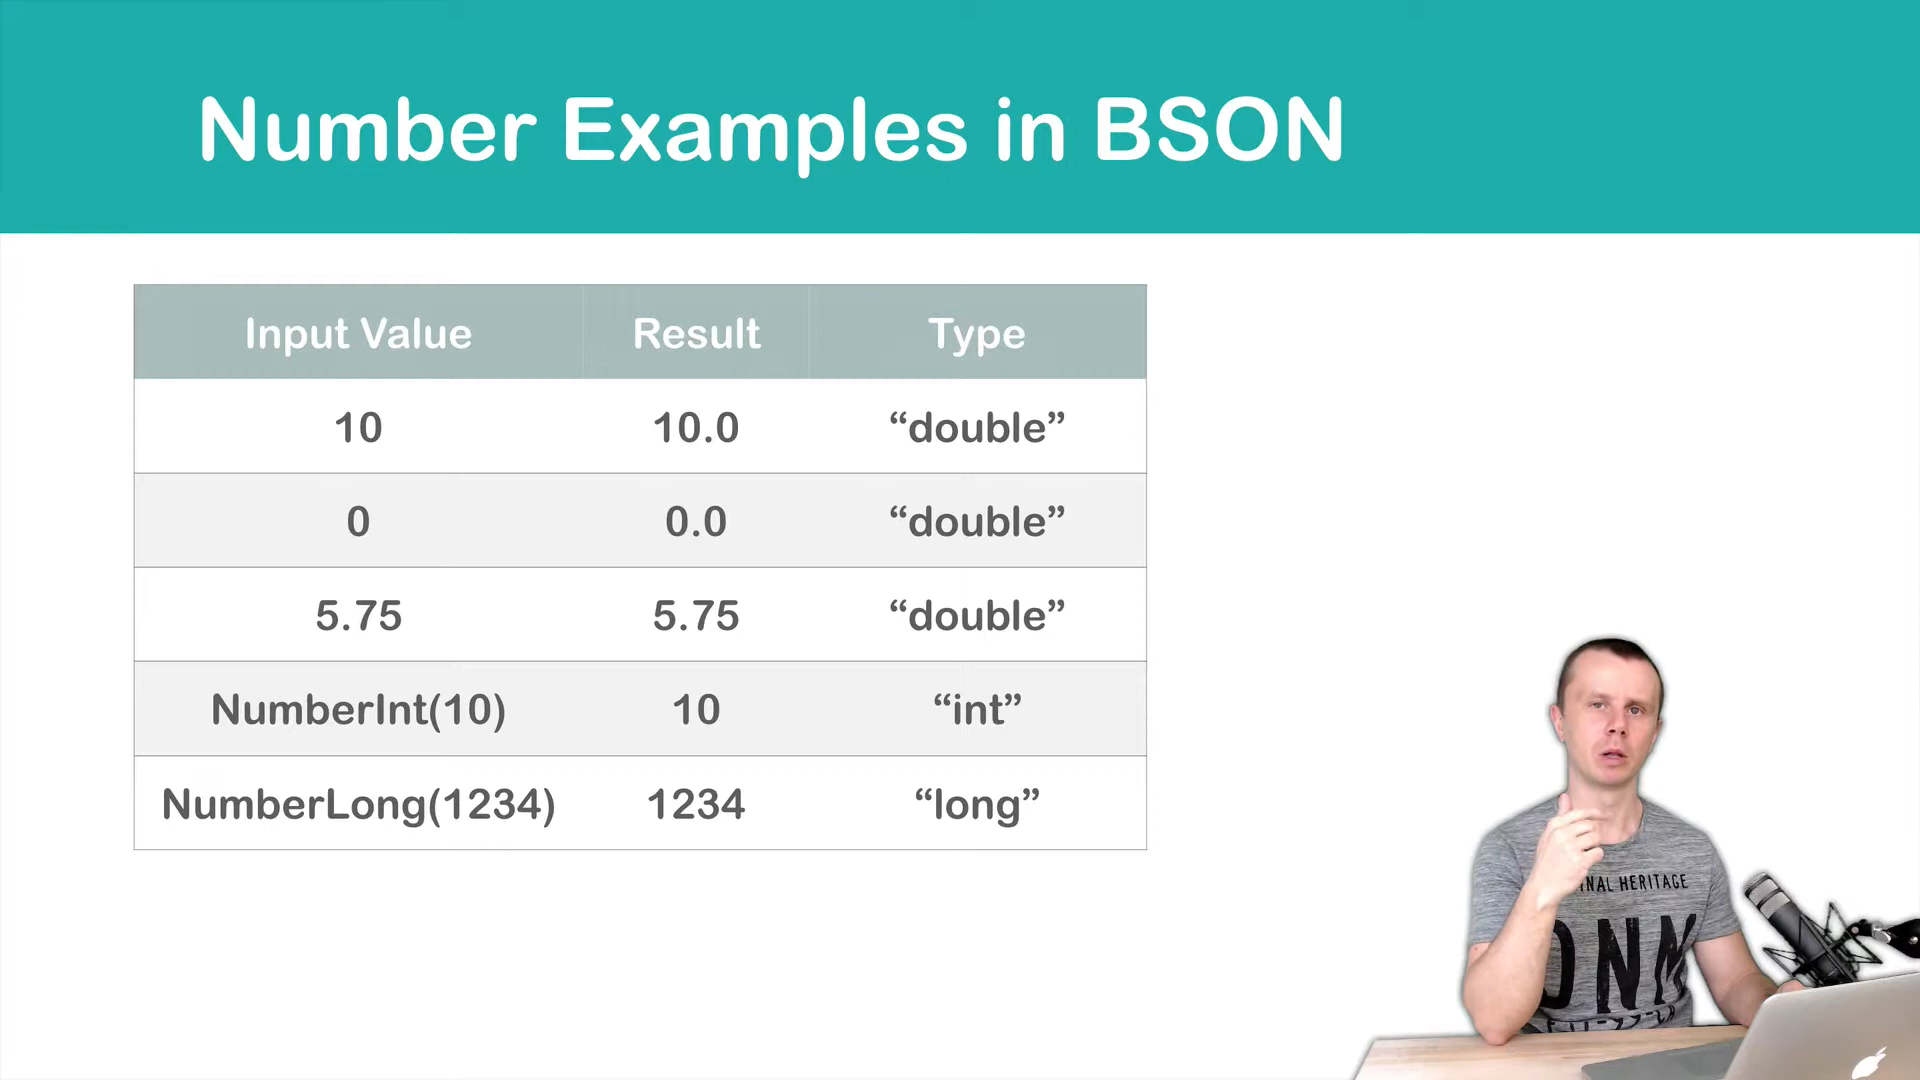 Number Examples in BSON
Input Value Result Type
10 10.0 “double”
0 0.0 “double”
5.75 5.75 “double”
NumberInt(10) 10 “int”
NumberLong(1234) 1234 “long”
HERITAGE